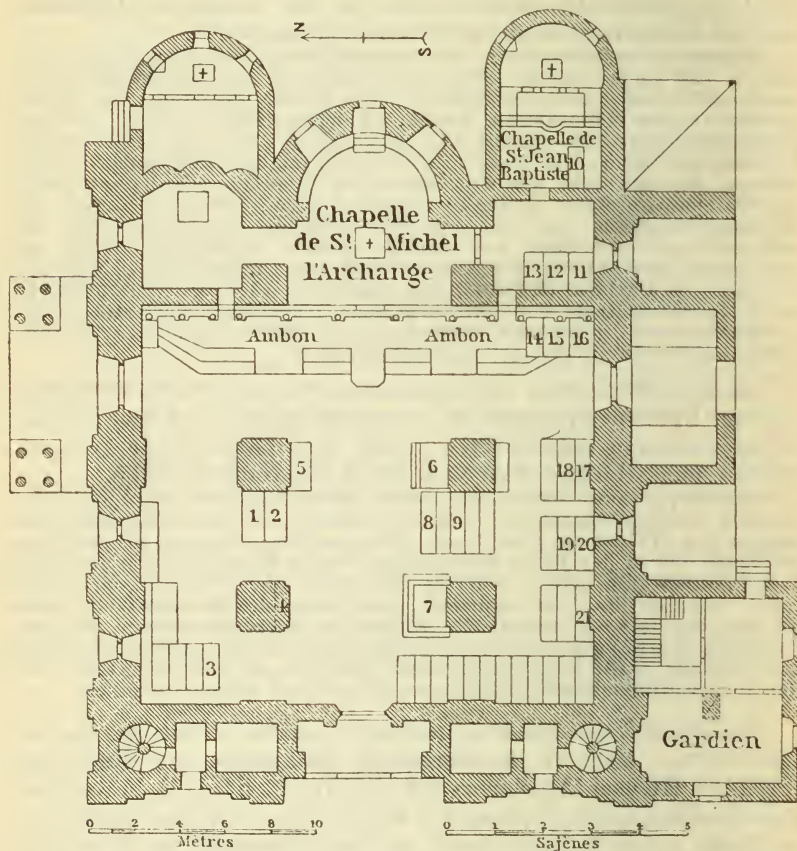 N S
Chapelle de
St Jean
Baptiste
10
Chapelle
de St Michel
l'Archange
13 12 11
Ambon Ambon
14 15 16
5 6 18 17
1 2 8 9 19 20
4 7 21
3
Gardien
0 2 4 6 8 10
Mètres
0 1 2 3 4 5
Sajènes